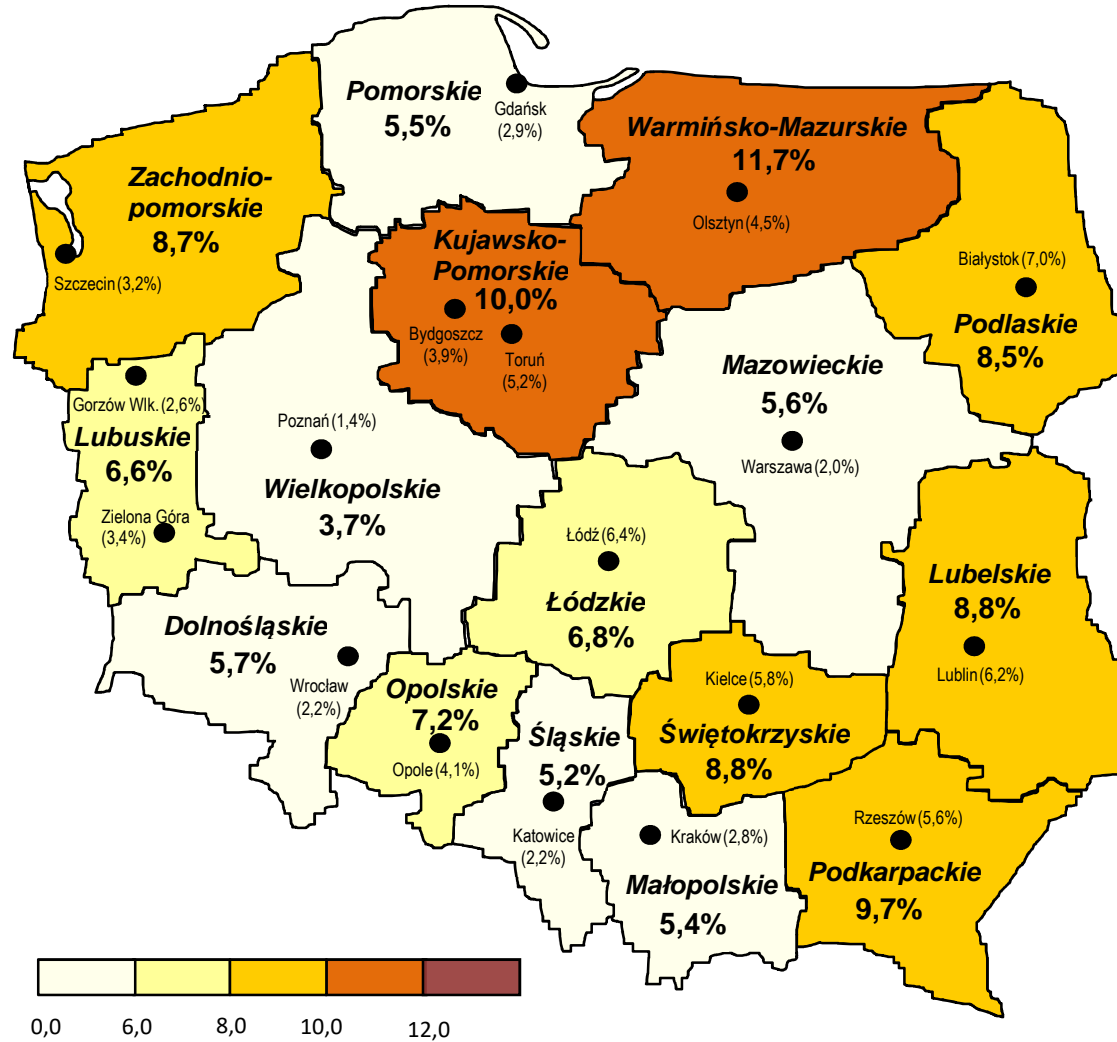 Pomorskie
5,5%
Gdańsk
(2,9%)
Warmińsko-Mazurskie
11,7%
Olsztyn (4,5%)
Zachodnio-
pomorskie
8,7%
Szczecin (3,2%)
Kujawsko-
Pomorskie
10,0%
Bydgoszcz
(3,9%)
Toruń
(5,2%)
Białystok (7,0%)
Podlaskie
8,5%
Mazowieckie
5,6%
Warszawa (2,0%)
Gorzów Wlk. (2,6%)
Lubuskie
6,6%
Zielona Góra
(3,4%)
Poznań (1,4%)
Wielkopolskie
3,7%
Łódź (6,4%)
Łódzkie
6,8%
Lubelskie
8,8%
Lublin (6,2%)
Dolnośląskie
5,7%
Wrocław
(2,2%)
Opolskie
7,2%
Opole (4,1%)
Śląskie
5,2%
Katowice
(2,2%)
Kielce (5,8%)
Świętokrzyskie
8,8%
Kraków (2,8%)
Małopolskie
5,4%
Rzeszów (5,6%)
Podkarpackie
9,7%
0,0 6,0 8,0 10,0 12,0